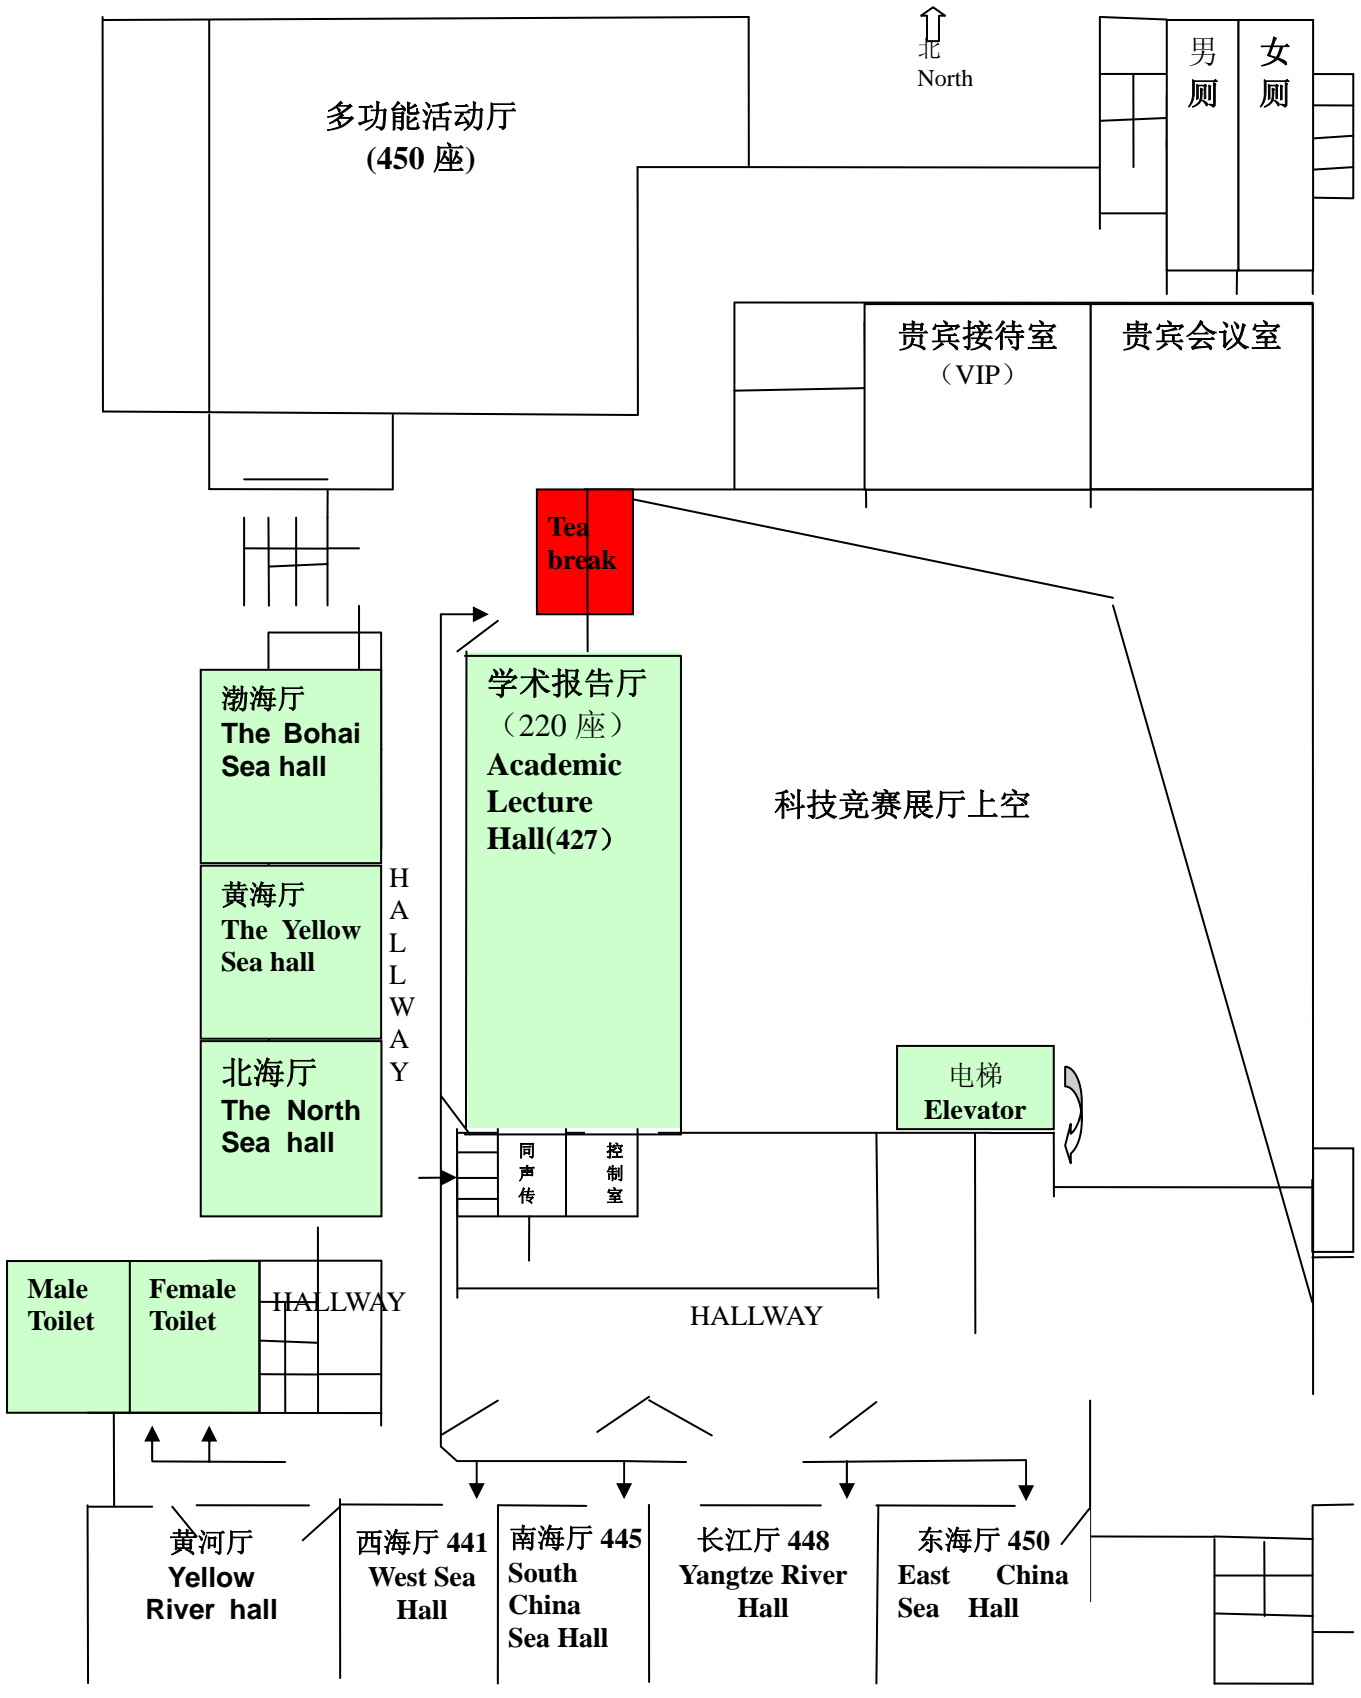 北
North
男
厕
女
厕
多功能活动厅
(450 座)
贵宾接待室
（VIP）
贵宾会议室
Tea
break
渤海厅
The Bohai
Sea hall
学术报告厅
（220 座）
Academic
Lecture
Hall(427）
科技竞赛展厅上空
黄海厅
The Yellow
Sea hall
H
A
L
L
W
A
Y
北海厅
The North
Sea hall
电梯
Elevator
同
声
传
控
制
室
Male
Toilet
Female
Toilet
HALLWAY
HALLWAY
黄河厅
Yellow
River hall
西海厅 441
West Sea
Hall
南海厅 445
South
China
Sea Hall
长江厅 448
Yangtze River
Hall
东海厅 450
East China
Sea Hall